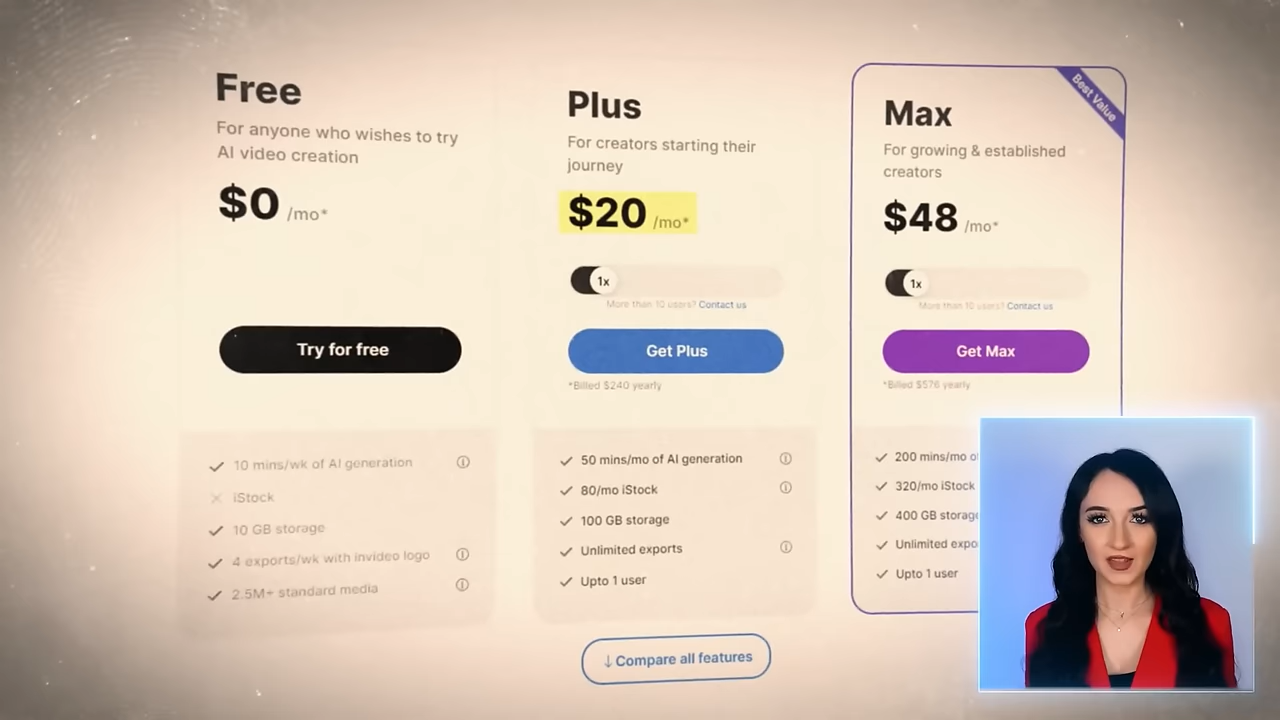 Free
For anyone who wishes to try
AI video creation
$0 /mo*
Try for free
10 mins/wk of AI generation
iStock
10 GB storage
4 exports/wk with invideo logo
2.5M+ standard media
Plus
For creators starting their
journey
$20 /mo*
1x
More than 10 users? Contact us
Get Plus
*Billed $240 yearly
50 mins/mo of AI generation
80/mo iStock
100 GB storage
Unlimited exports
Upto 1 user
Best Value
Max
For growing & established
creators
$48 /mo*
1x
More than 10 users? Contact us
Get Max
*Billed $576 yearly
200 mins/mo o
320/mo iStock
400 GB storage
Unlimited expo
Upto 1 user
↓ Compare all features